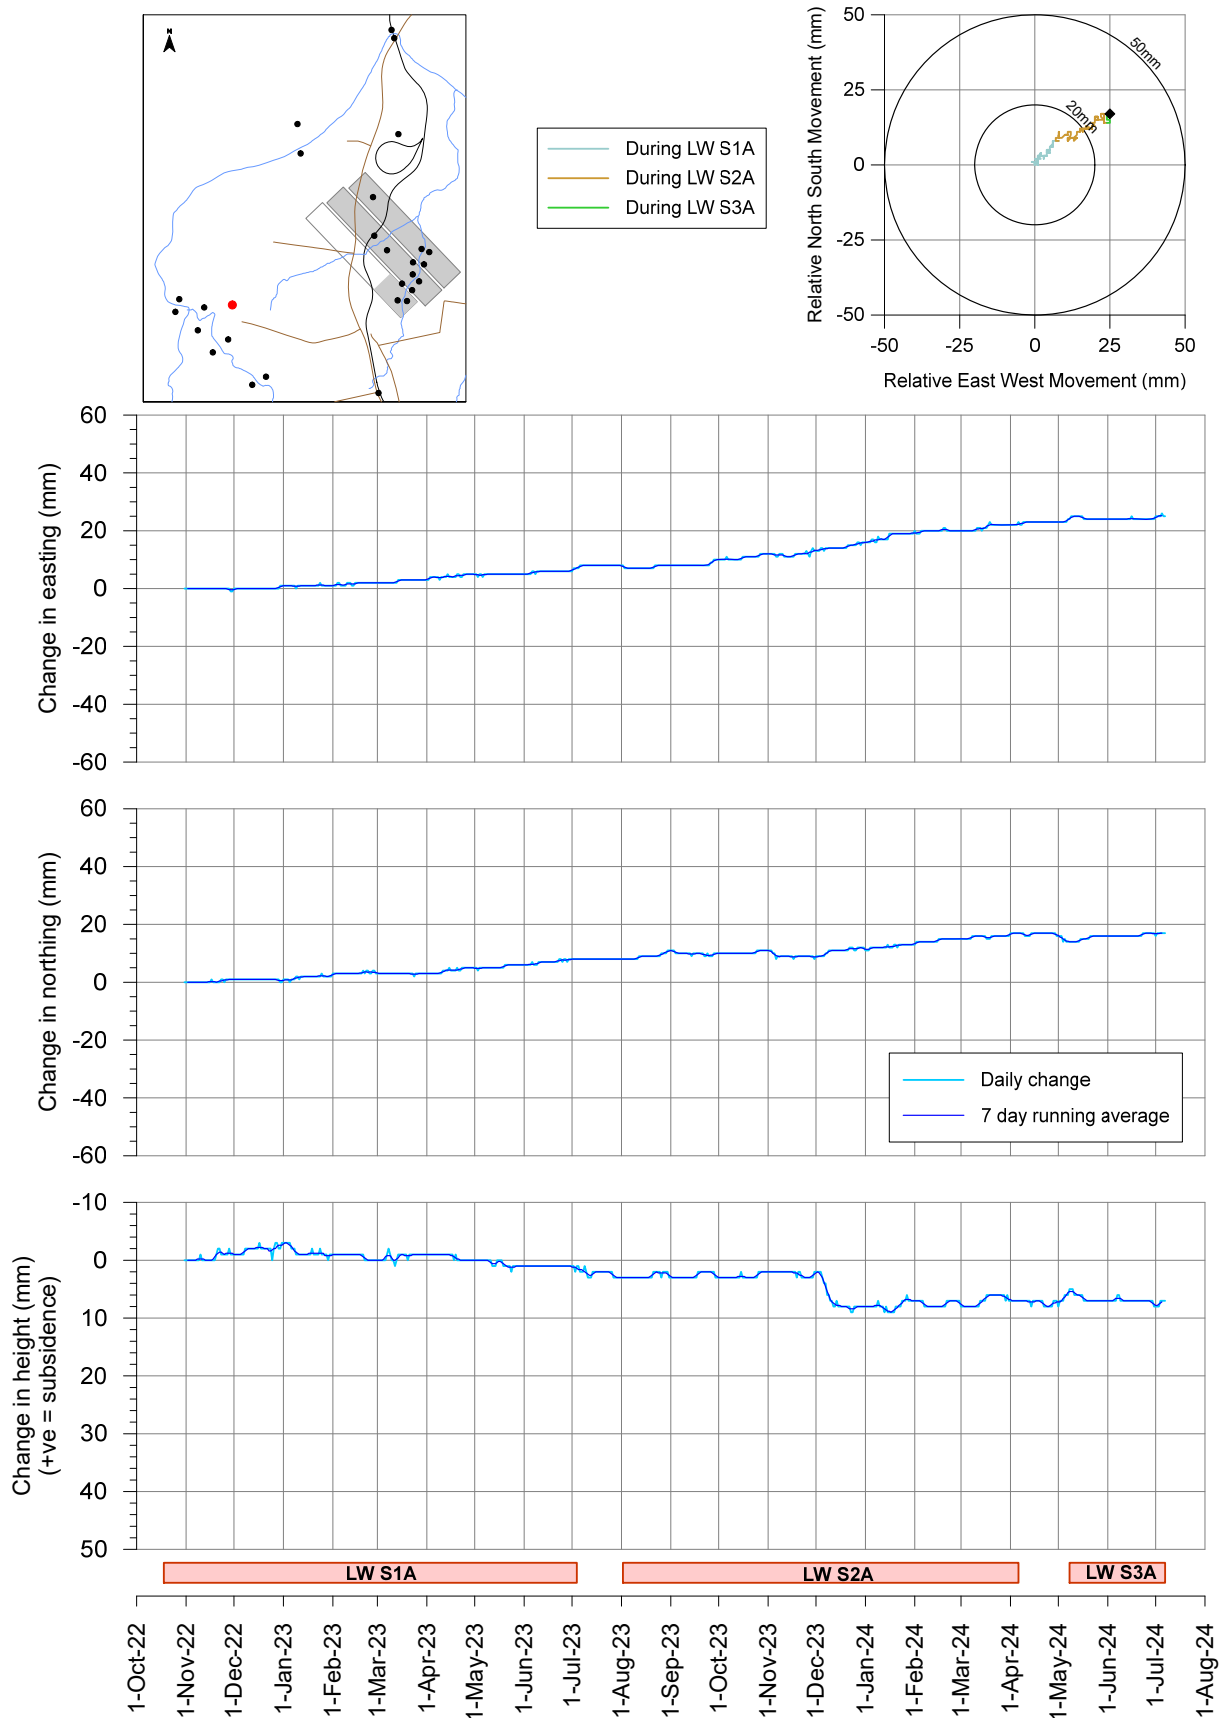 N
During LW S1A
During LW S2A
During LW S3A
Relative North South Movement (mm)
50
25
0
-25
-50
50mm
20mm
-50 -25 0 25 50
Relative East West Movement (mm)
Change in easting (mm)
60
40
20
0
-20
-40
-60
Change in northing (mm)
60
40
20
0
-20
-40
-60
Daily change
7 day running average
Change in height (mm)
(+ve = subsidence)
-10
0
10
20
30
40
50
LW S1A LW S2A LW S3A
1-Oct-22 1-Nov-22 1-Dec-22 1-Jan-23 1-Feb-23 1-Mar-23 1-Apr-23 1-May-23 1-Jun-23 1-Jul-23 1-Aug-23 1-Sep-23 1-Oct-23 1-Nov-23 1-Dec-23 1-Jan-24 1-Feb-24 1-Mar-24 1-Apr-24 1-May-24 1-Jun-24 1-Jul-24 1-Aug-24